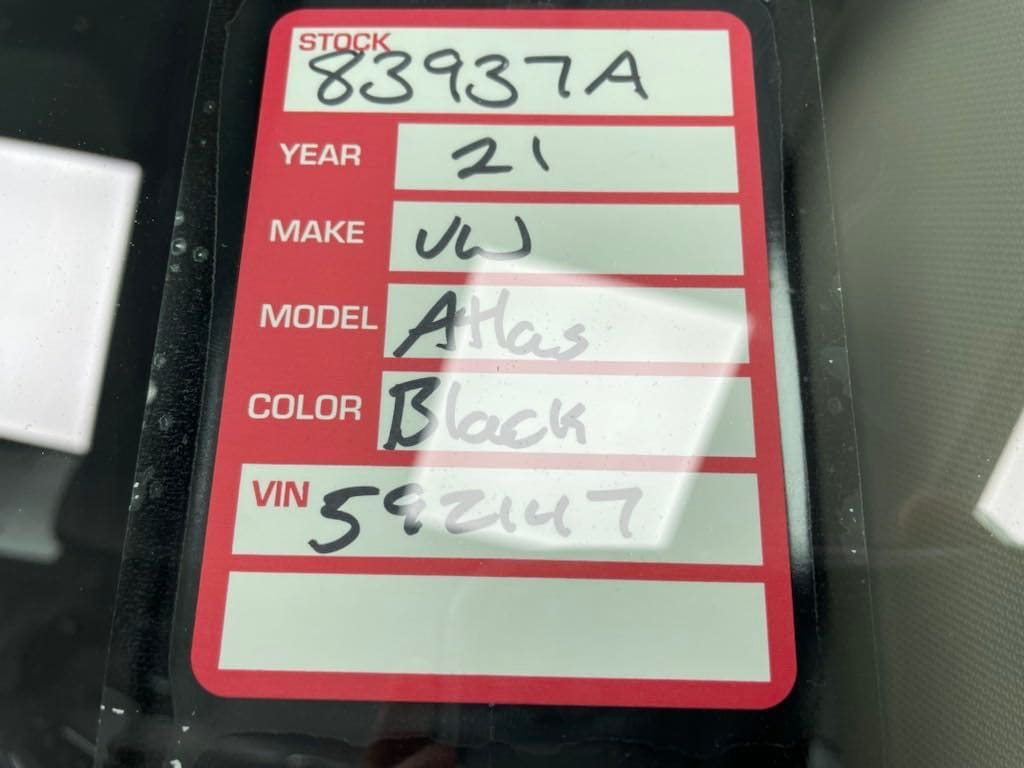 STOCK
83937A
YEAR 21
MAKE VW
MODEL Atlas
COLOR Black
VIN 592147